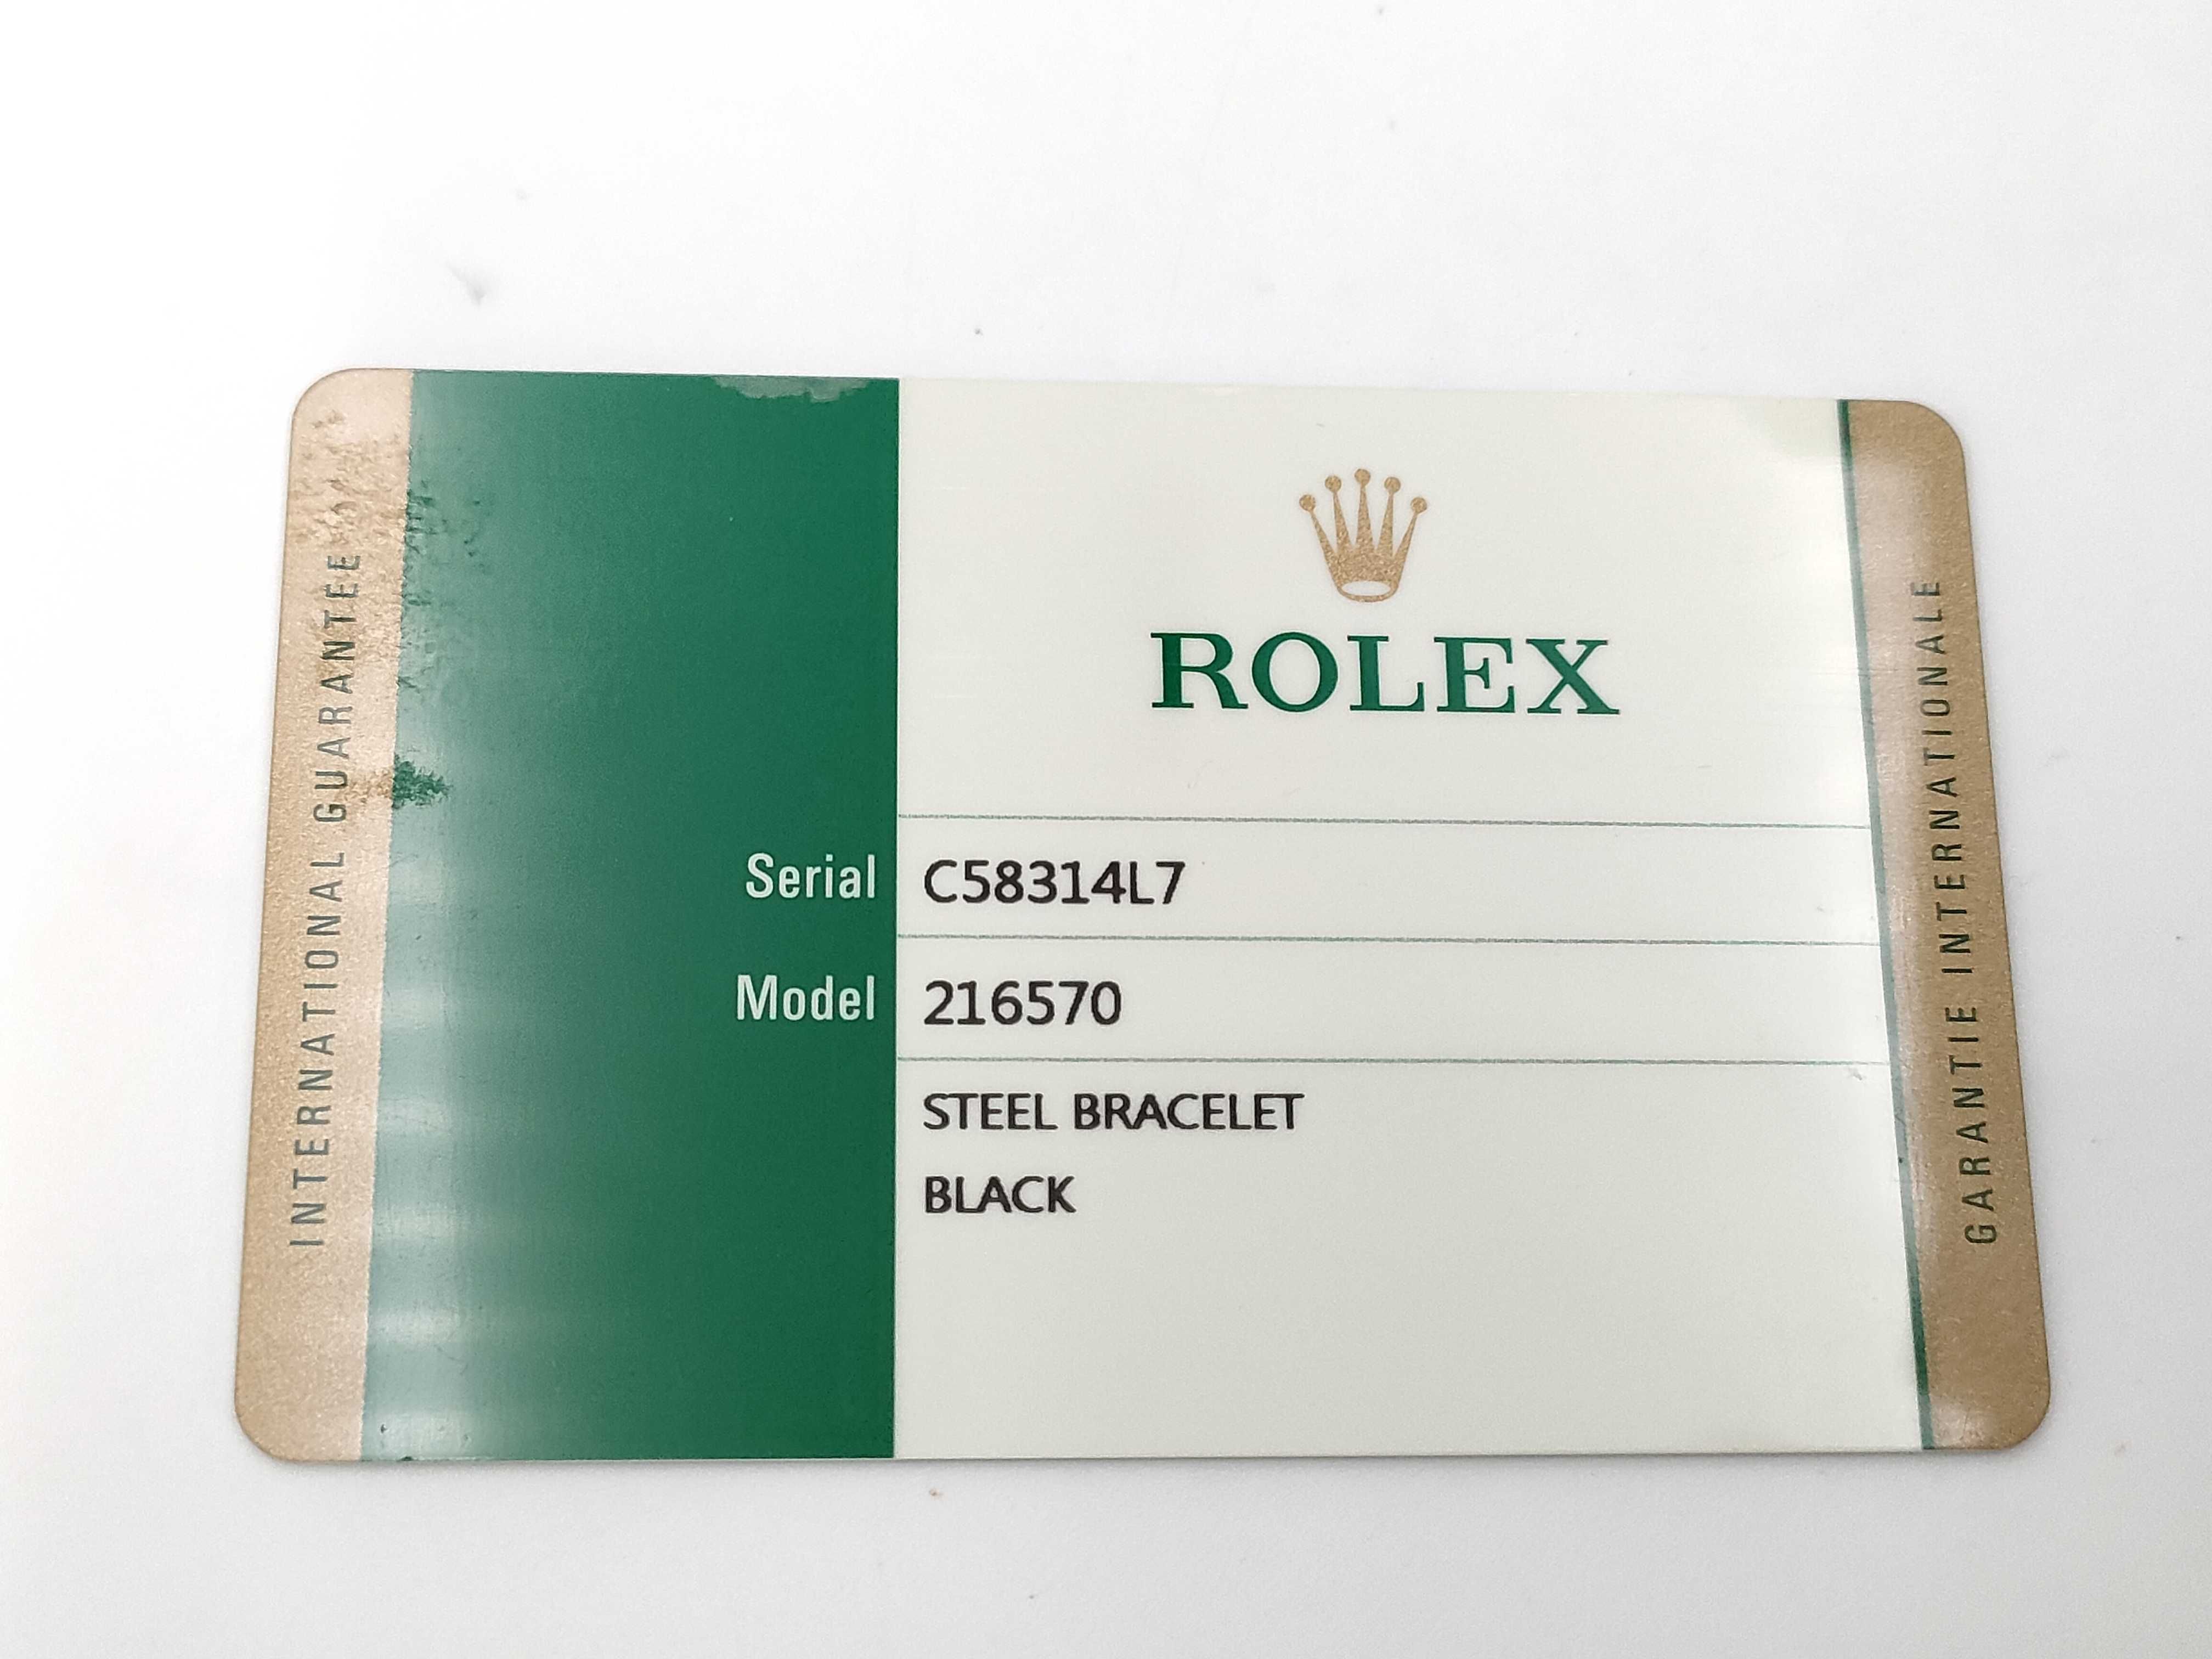 INTERNATIONAL GUARANTEE
ROLEX
Serial C58314L7
Model 216570
STEEL BRACELET
BLACK
GARANTIE INTERNATIONALE